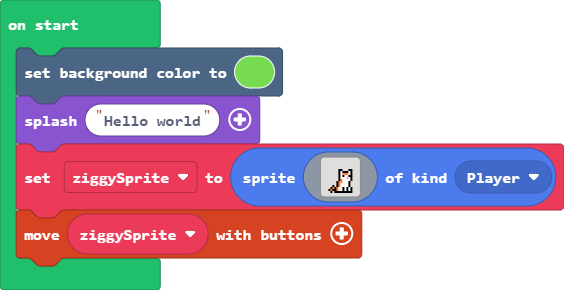 on start
set background color to
splash "Hello world"
set ziggySprite to sprite of kind Player
move ziggySprite with buttons